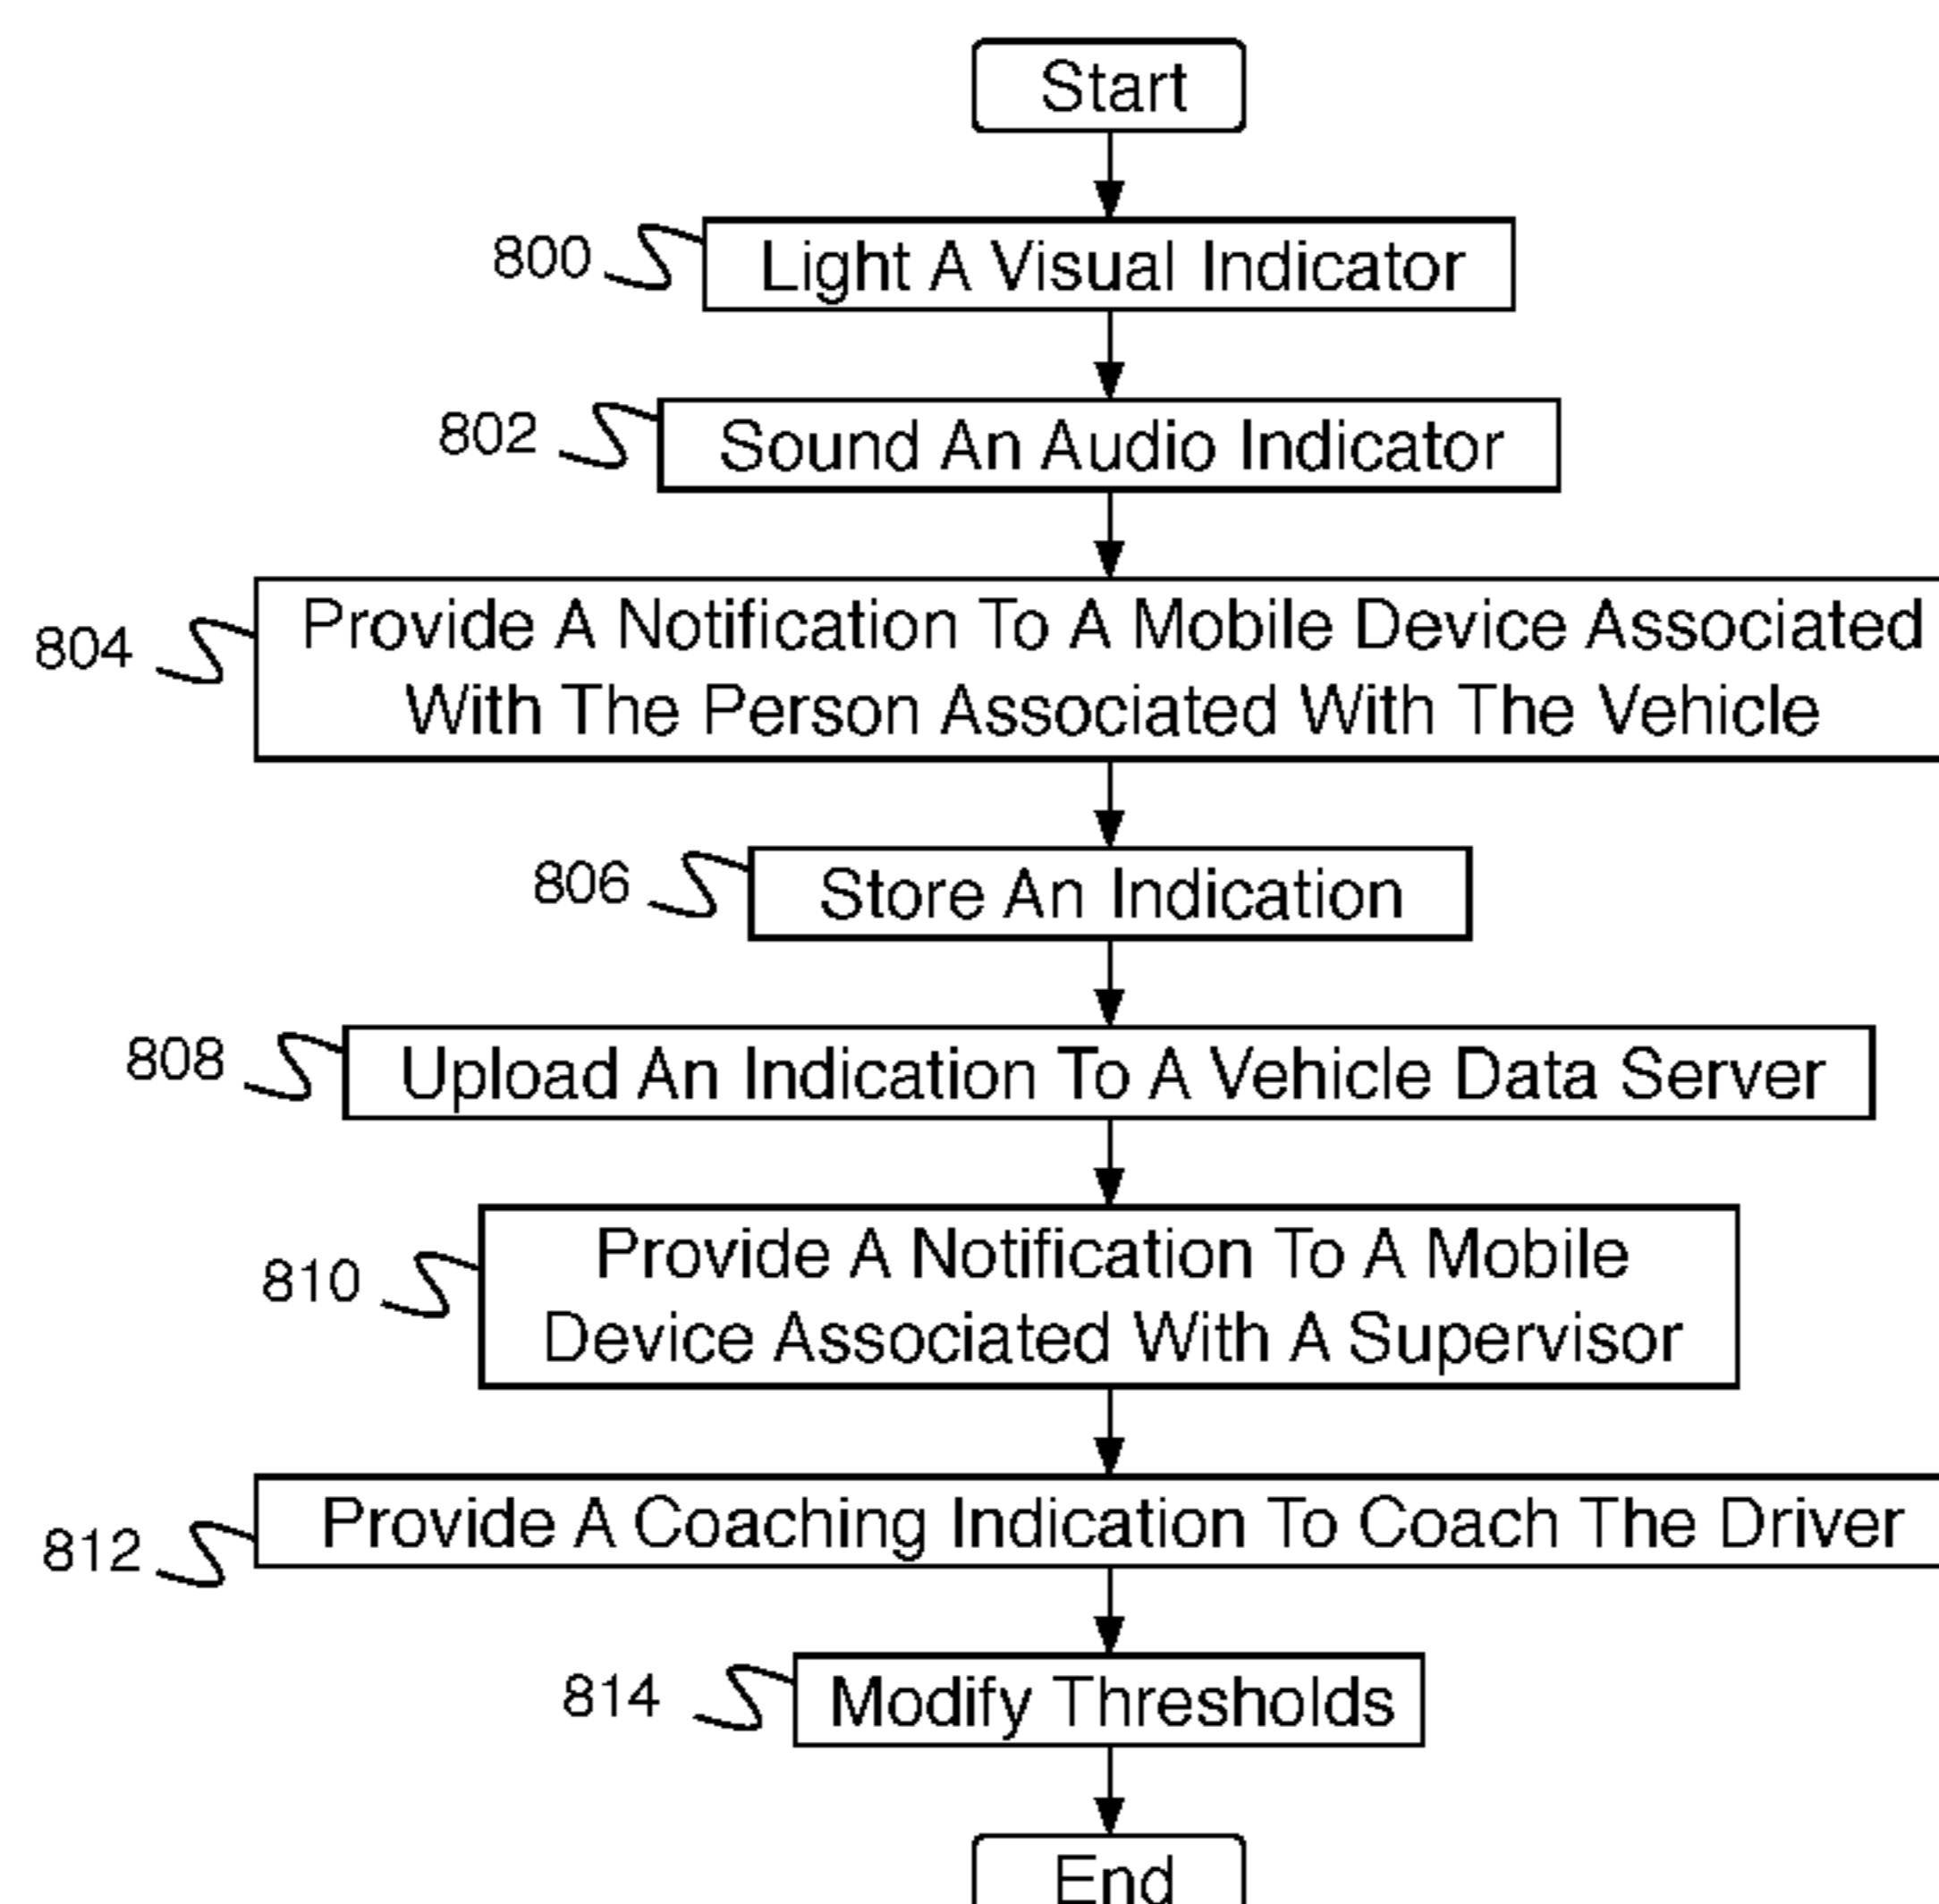 Start
800
Light A Visual Indicator
802
Sound An Audio Indicator
804
Provide A Notification To A Mobile Device Associated
With The Person Associated With The Vehicle
806
Store An Indication
808
Upload An Indication To A Vehicle Data Server
810
Provide A Notification To A Mobile
Device Associated With A Supervisor
812
Provide A Coaching Indication To Coach The Driver
814
Modify Thresholds
End